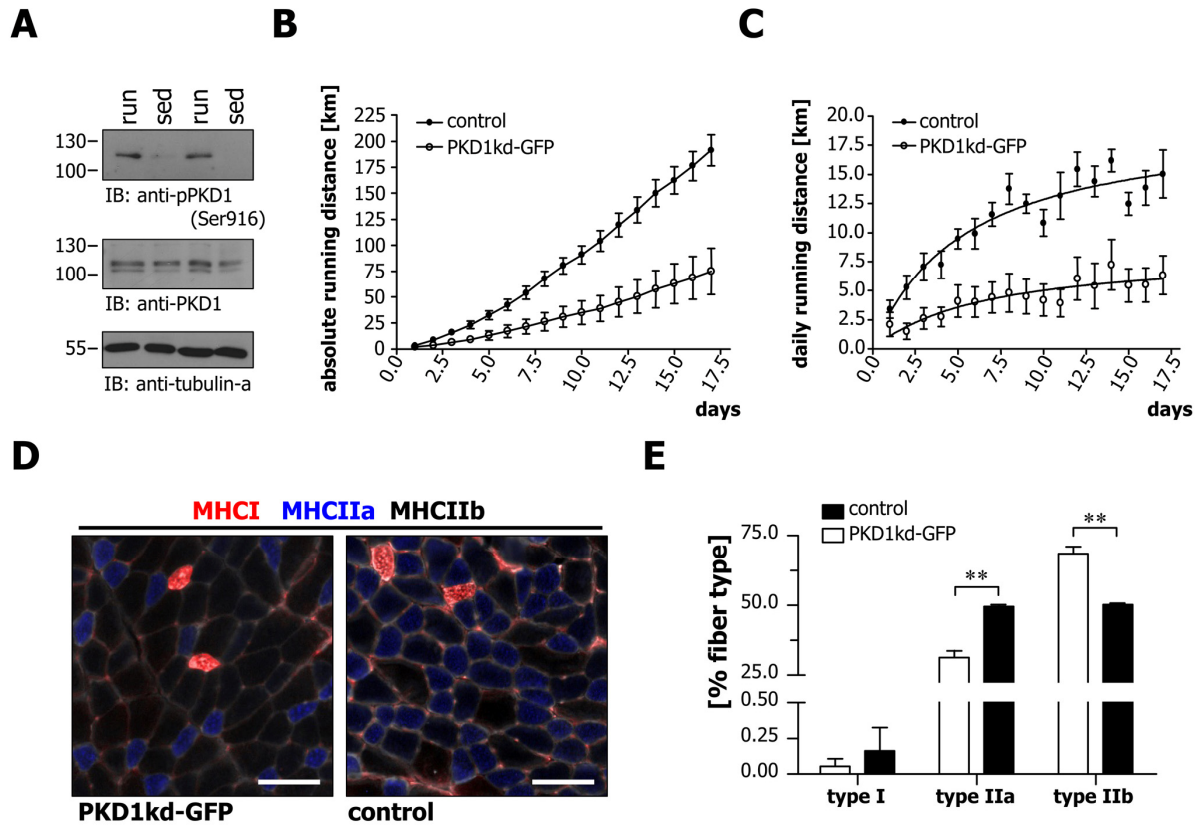 A
run sed run sed
130
100
IB: anti-pPKD1
(Ser916)
130
100
IB: anti-PKD1
55
IB: anti-tubulin-a
B
absolute running distance [km]
225
200
175
150
125
100
75
50
25
0
control
PKD1kd-GFP
0.0 2.5 5.0 7.5 10.0 12.5 15.0 17.5
days
C
daily running distance [km]
20.0
17.5
15.0
12.5
10.0
7.5
5.0
2.5
0.0
control
PKD1kd-GFP
0.0 2.5 5.0 7.5 10.0 12.5 15.0 17.5
days
D
MHCI MHCIIa MHCIIb
PKD1kd-GFP
control
E
[% fiber type]
control
PKD1kd-GFP
75.0
50.0
25.0
0.50
0.25
0.00
**
**
type I type IIa type IIb